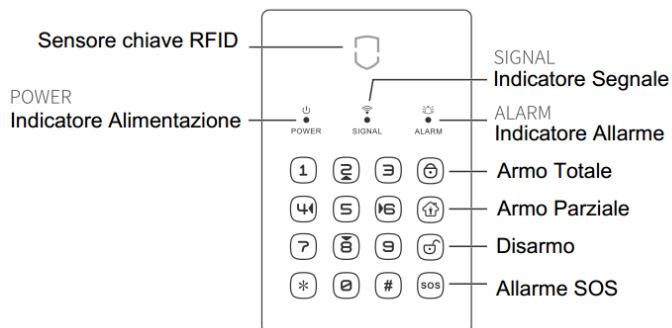 Sensore chiave RFID
SIGNAL
Indicatore Segnale
POWER
Indicatore Alimentazione
ALARM
Indicatore Allarme
POWER SIGNAL ALARM
1 2 3 Armo Totale
4 5 6 Armo Parziale
7 8 9 Disarmo
* 0 # SOS Allarme SOS